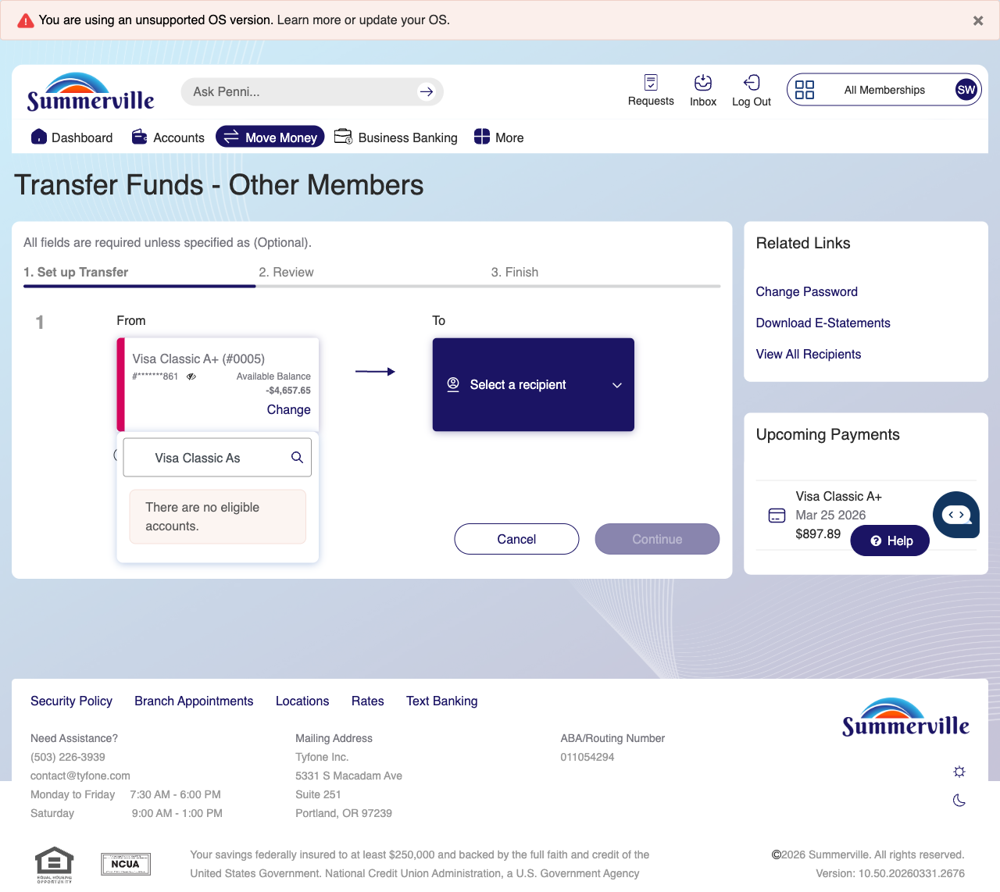 You are using an unsupported OS version. Learn more or update your OS.
Summerville
Ask Penni...
Requests
Inbox
Log Out
All Memberships
SW
Dashboard
Accounts
Move Money
Business Banking
More
Transfer Funds - Other Members
All fields are required unless specified as (Optional).
1. Set up Transfer
2. Review
3. Finish
1
From
Visa Classic A+ (#0005)
#*******861
Available Balance
-$4,657.65
Change
Visa Classic As
There are no eligible
accounts.
To
Select a recipient
Cancel
Continue
Related Links
Change Password
Download E-Statements
View All Recipients
Upcoming Payments
Visa Classic A+
Mar 25 2026
$897.89
Help
Security Policy
Branch Appointments
Locations
Rates
Text Banking
Summerville
Need Assistance?
(503) 226-3939
contact@tyfone.com
Monday to Friday 7:30 AM - 6:00 PM
Saturday 9:00 AM - 1:00 PM
Mailing Address
Tyfone Inc.
5331 S Macadam Ave
Suite 251
Portland, OR 97239
ABA/Routing Number
011054294
EQUAL HOUSING
OPPORTUNITY
NCUA
Your savings federally insured to at least $250,000 and backed by the full faith and credit of the
United States Government. National Credit Union Administration, a U.S. Government Agency
©2026 Summerville. All rights reserved.
Version: 10.50.20260331.2676